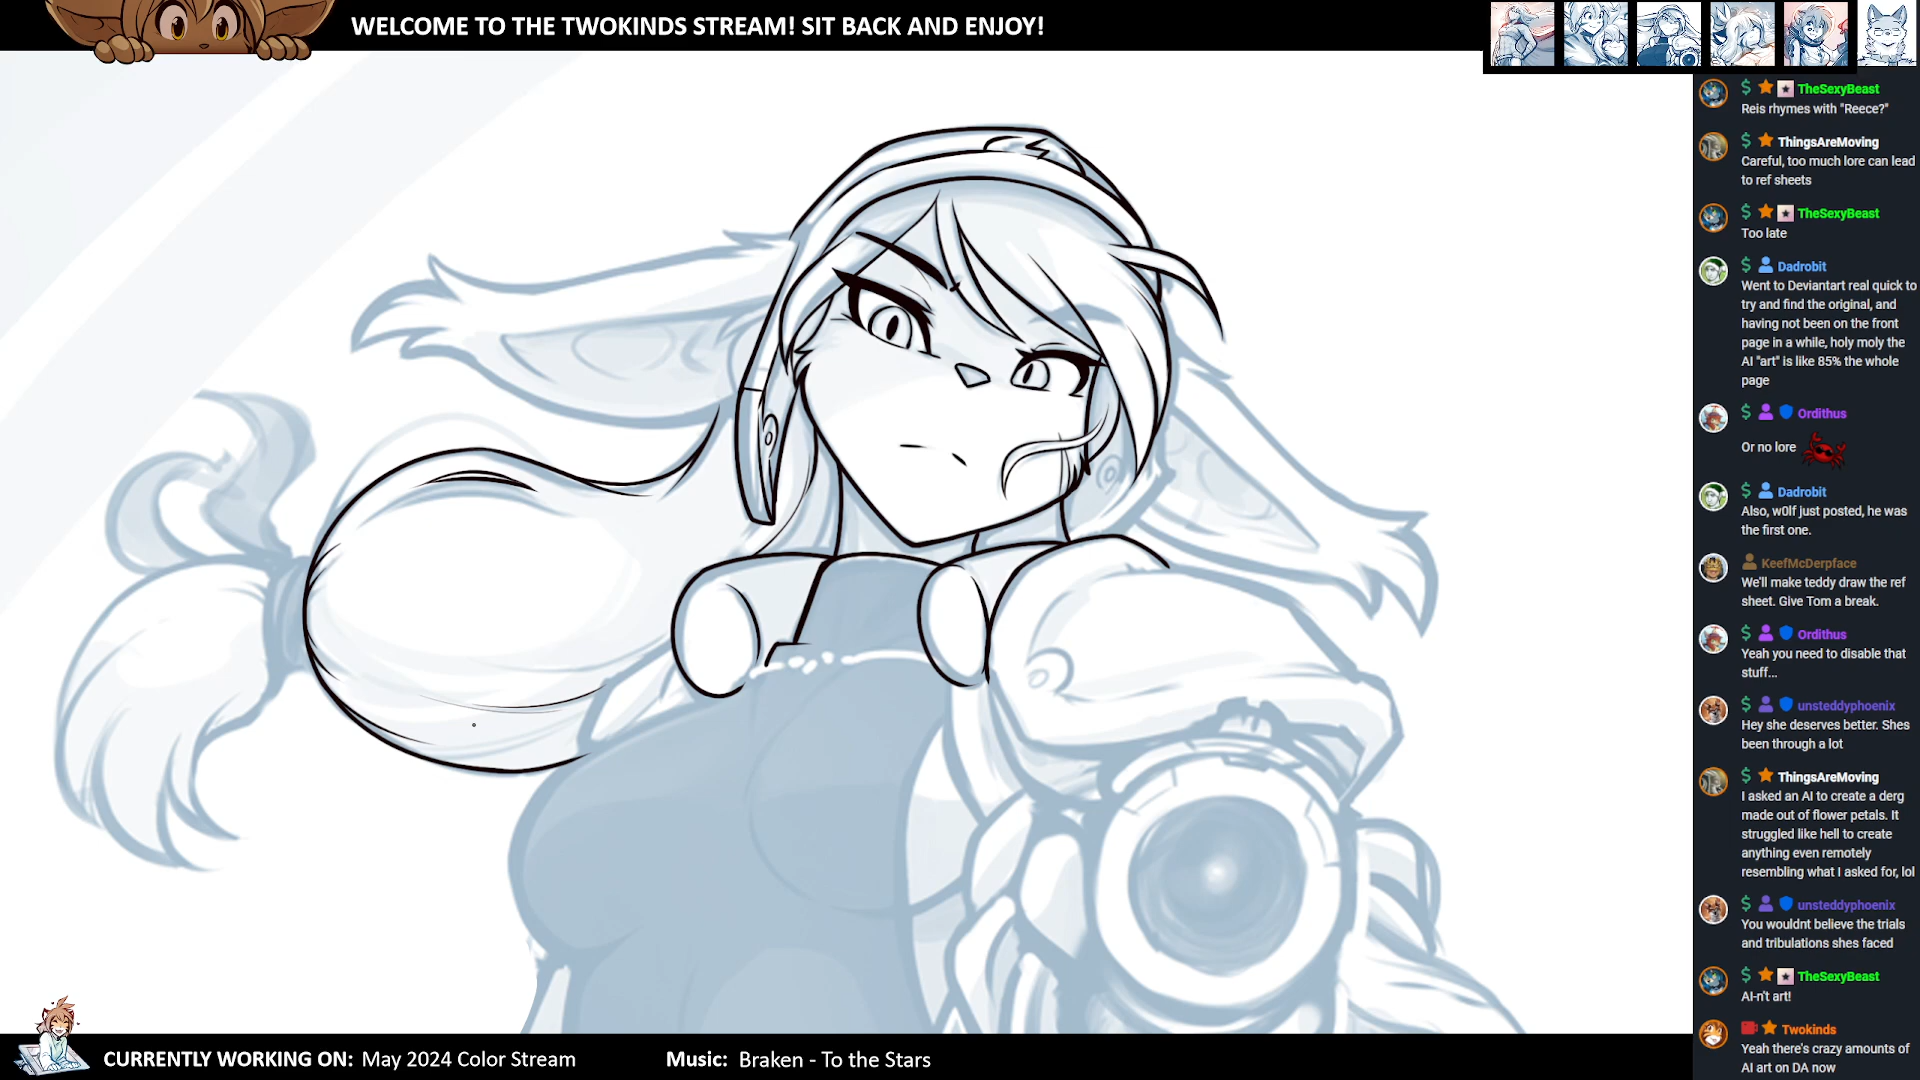 WELCOME TO THE TWOKINDS STREAM! SIT BACK AND ENJOY!
TheSexyBeast
Reis rhymes with "Reece?"
ThingsAreMoving
Careful, too much lore can lead
to ref sheets
TheSexyBeast
Too late
Dadrobit
Went to Deviantart real quick to
try and find the original, and
having not been on the front
page in a while, holy moly the
AI "art" is like 85% the whole
page
Ordithus
Or no lore
Dadrobit
Also, w0lf just posted, he was
the first one.
KeefMcDerpface
We'll make teddy draw the ref
sheet. Give Tom a break.
Ordithus
Yeah you need to disable that
stuff...
unsteddyphoenix
Hey she deserves better. Shes
been through a lot
ThingsAreMoving
I asked an AI to create a derg
made out of flower petals. It
struggled like hell to create
anything even remotely
resembling what I asked for, lol
unsteddyphoenix
You wouldnt believe the trials
and tribulations shes faced
TheSexyBeast
AI-n't art!
Twokinds
Yeah there's crazy amounts of
AI art on DA now
CURRENTLY WORKING ON: May 2024 Color Stream
Music: Braken - To the Stars